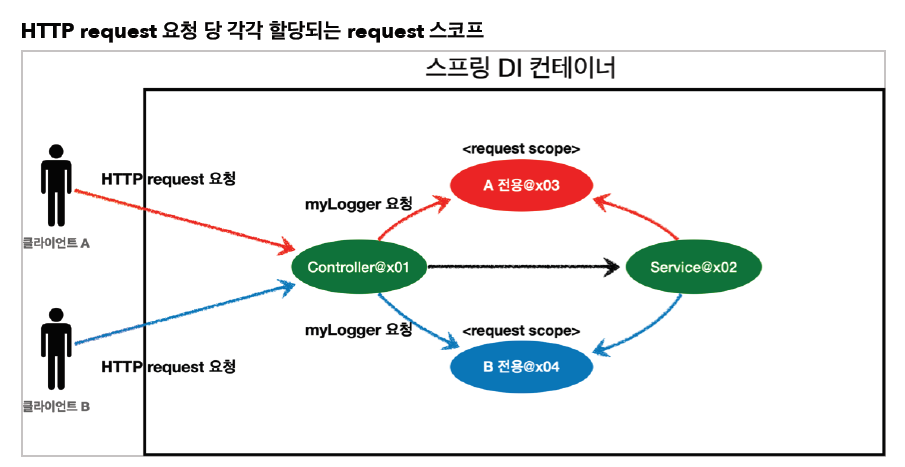 HTTP request 요청 당 각각 할당되는 request 스코프
스프링 DI 컨테이너
<request scope>
HTTP request 요청
A 전용@x03
myLogger 요청
클라이언트 A
Controller@x01
Service@x02
myLogger 요청
<request scope>
HTTP request 요청
B 전용@x04
클라이언트 B